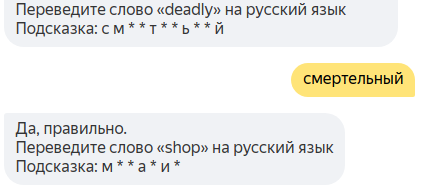 Переведите слово «deadly» на русский язык
Подсказка: с м * * т * * ь * * й
смертельный
Да, правильно.
Переведите слово «shop» на русский язык
Подсказка: м * * а * и *